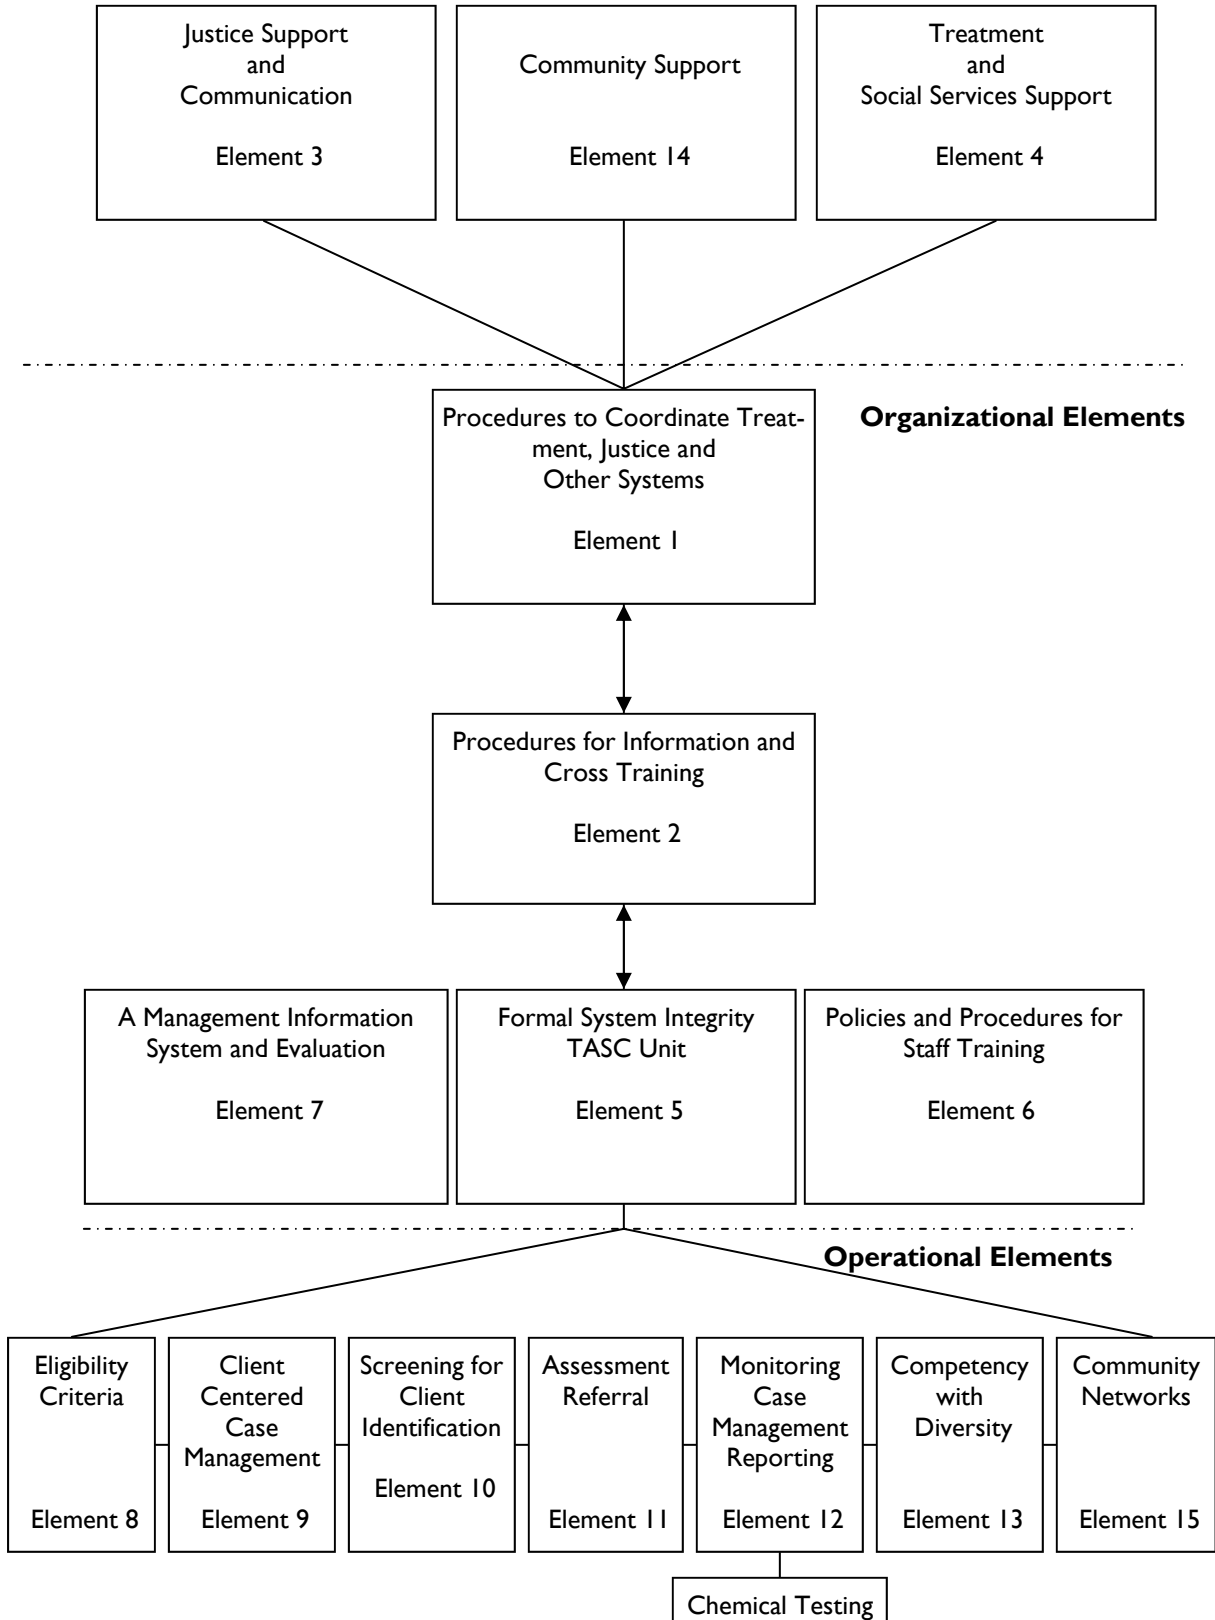 Justice Support
and
Communication
Element 3
Community Support
Element 14
Treatment
and
Social Services Support
Element 4
Procedures to Coordinate Treat-
ment, Justice and
Other Systems
Element 1
Organizational Elements
Procedures for Information and
Cross Training
Element 2
A Management Information
System and Evaluation
Element 7
Formal System Integrity
TASC Unit
Element 5
Policies and Procedures for
Staff Training
Element 6
Operational Elements
Eligibility
Criteria
Element 8
Client
Centered
Case
Management
Element 9
Screening for
Client
Identification
Element 10
Assessment
Referral
Element 11
Monitoring
Case
Management
Reporting
Element 12
Competency
with
Diversity
Element 13
Community
Networks
Element 15
Chemical Testing